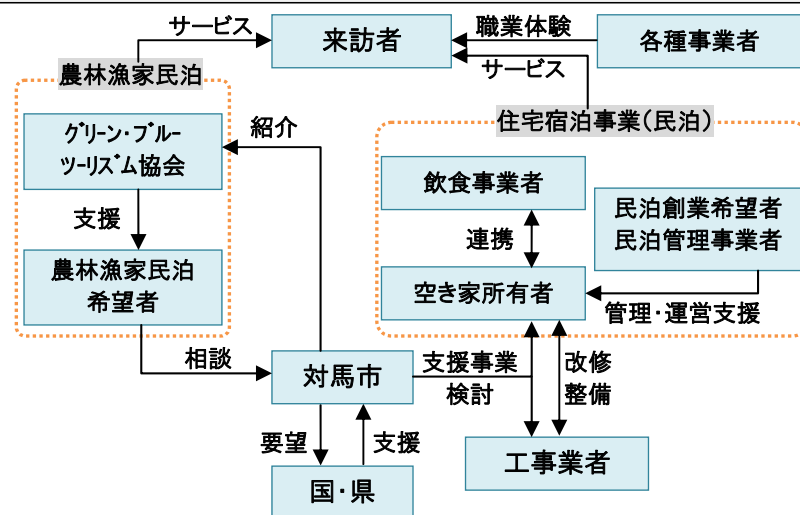 サービス
来訪者
職業体験
各種事業者
サービス
農林漁家民泊
住宅宿泊事業(民泊)
グリーン・ブルー
ツーリズム協会
紹介
飲食事業者
民泊創業希望者
民泊管理事業者
支援
連携
農林漁家民泊
希望者
空き家所有者
管理・運営支援
相談
対馬市
支援事業
検討
改修
整備
要望
支援
工事業者
国・県